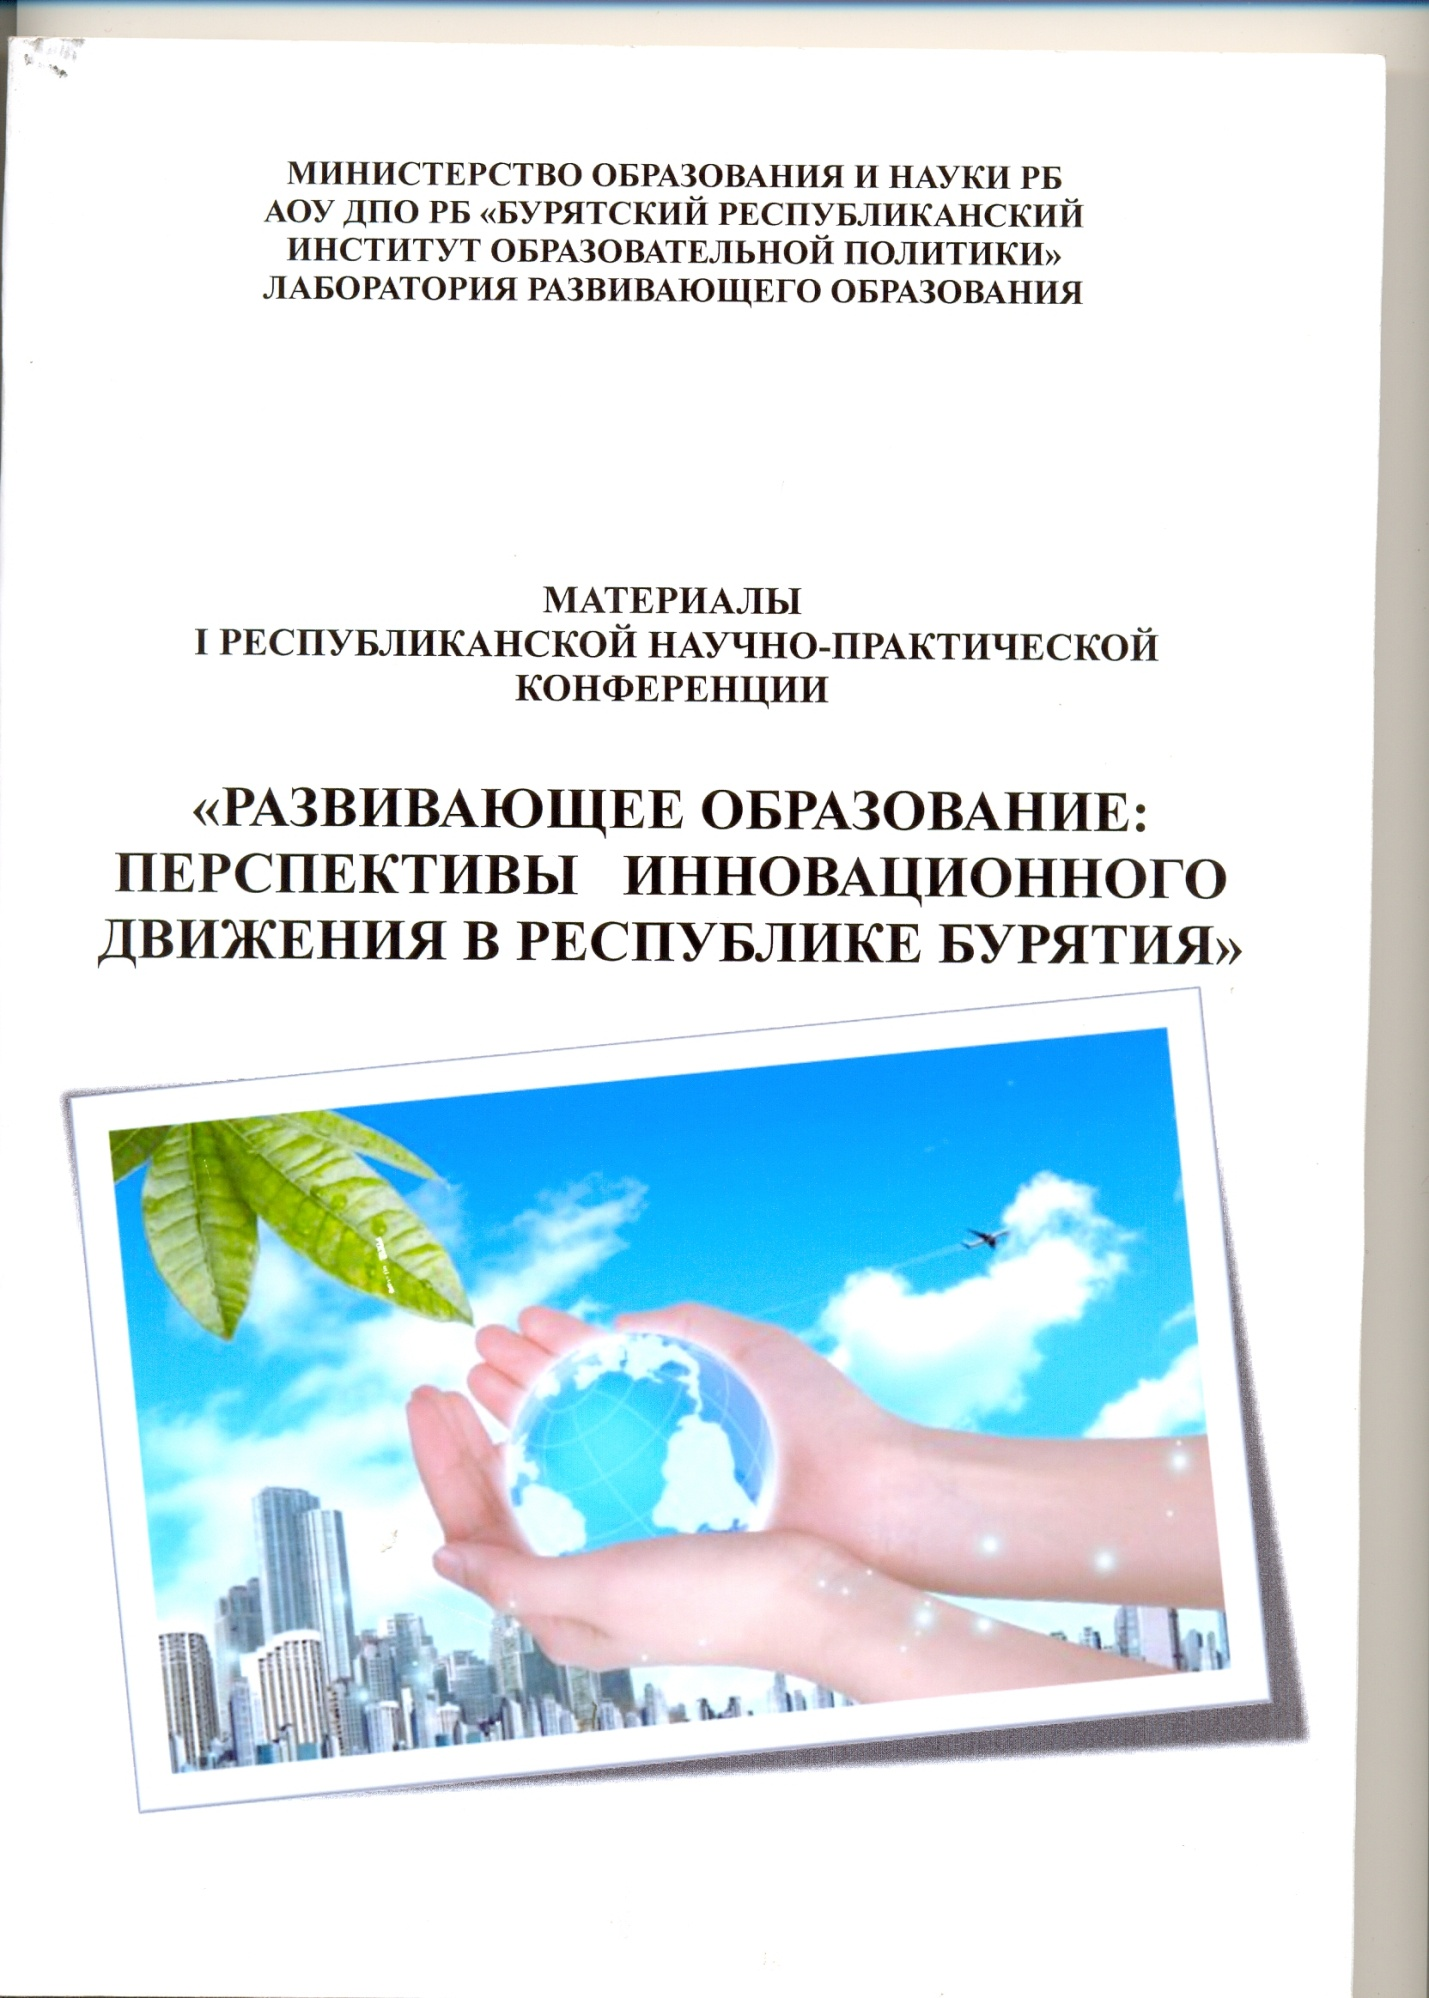 МИНИСТЕРСТВО ОБРАЗОВАНИЯ И НАУКИ РБ
АОУ ДПО РБ «БУРЯТСКИЙ РЕСПУБЛИКАНСКИЙ
ИНСТИТУТ ОБРАЗОВАТЕЛЬНОЙ ПОЛИТИКИ»
ЛАБОРАТОРИЯ РАЗВИВАЮЩЕГО ОБРАЗОВАНИЯ
МАТЕРИАЛЫ
I РЕСПУБЛИКАНСКОЙ НАУЧНО-ПРАКТИЧЕСКОЙ
КОНФЕРЕНЦИИ
«РАЗВИВАЮЩЕЕ ОБРАЗОВАНИЕ:
ПЕРСПЕКТИВЫ ИННОВАЦИОННОГО
ДВИЖЕНИЯ В РЕСПУБЛИКЕ БУРЯТИЯ»